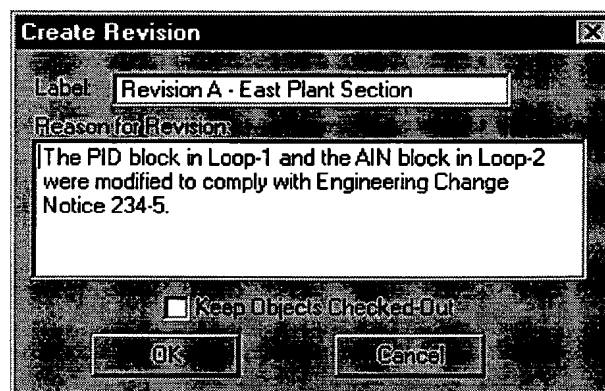 Create Revision
Label: Revision A - East Plant Section
Reason for Revision:
The PID block in Loop-1 and the AIN block in Loop-2
were modified to comply with Engineering Change
Notice 234-5.
Keep Objects Checked-Out
OK Cancel